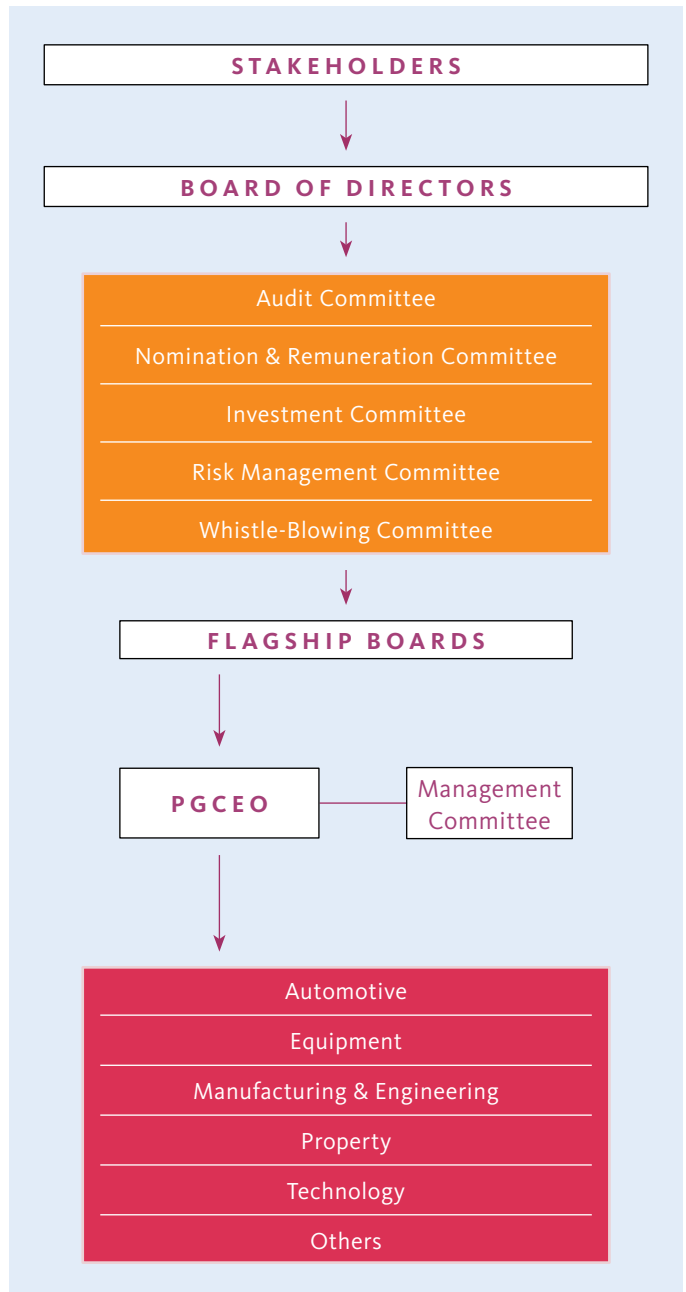 STAKEHOLDERS
BOARD OF DIRECTORS
Audit Committee
Nomination & Remuneration Committee
Investment Committee
Risk Management Committee
Whistle-Blowing Committee
FLAGSHIP BOARDS
PGCEO
Management
Committee
Automotive
Equipment
Manufacturing & Engineering
Property
Technology
Others